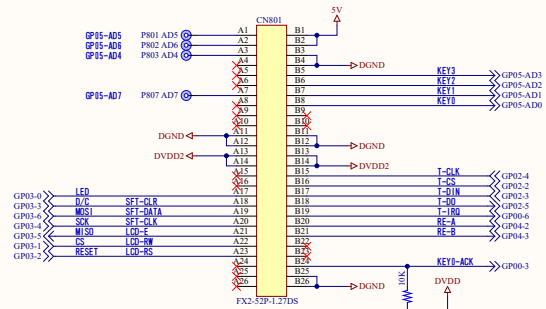 CN801
5V
GP05-AD5 P801 AD5 A1 B1
GP05-AD6 P802 AD6 A2 B2
GP05-AD4 P803 AD4 A3 B3
A4 B4 DGND
A5 B5 KEY3 GP05-AD3
A6 B6 KEY2 GP05-AD2
GP05-AD7 P807 AD7 A7 B7 KEY1 GP05-AD1
A8 B8 KEY0 GP05-AD0
A9 B9
A10 B10
DGND A11 B11
A12 B12 DGND
DVDD2 A13 B13
A14 B14 DVDD2
A15 B15 T-CLK GP02-4
A16 B16 T-CS GP02-2
GP03-0 LED A17 B17 T-DIN GP02-3
GP03-3 D/C SFT-CLR A18 B18 T-DO GP02-5
GP03-6 MOSI SFT-DATA A19 B19 T-IRQ GP00-6
GP03-4 SCK SFT-CLK A20 B20 RE-A GP04-2
GP03-5 MISO LCD-E A21 B21 RE-B GP04-3
GP03-1 CS LCD-RW A22 B22
GP03-2 RESET LCD-RS A23 B23
A24 B24 KEY0-ACK GP00-3
A25 B25
A26 B26 DGND
10K
DVDD
FX2-52P-1.27DS